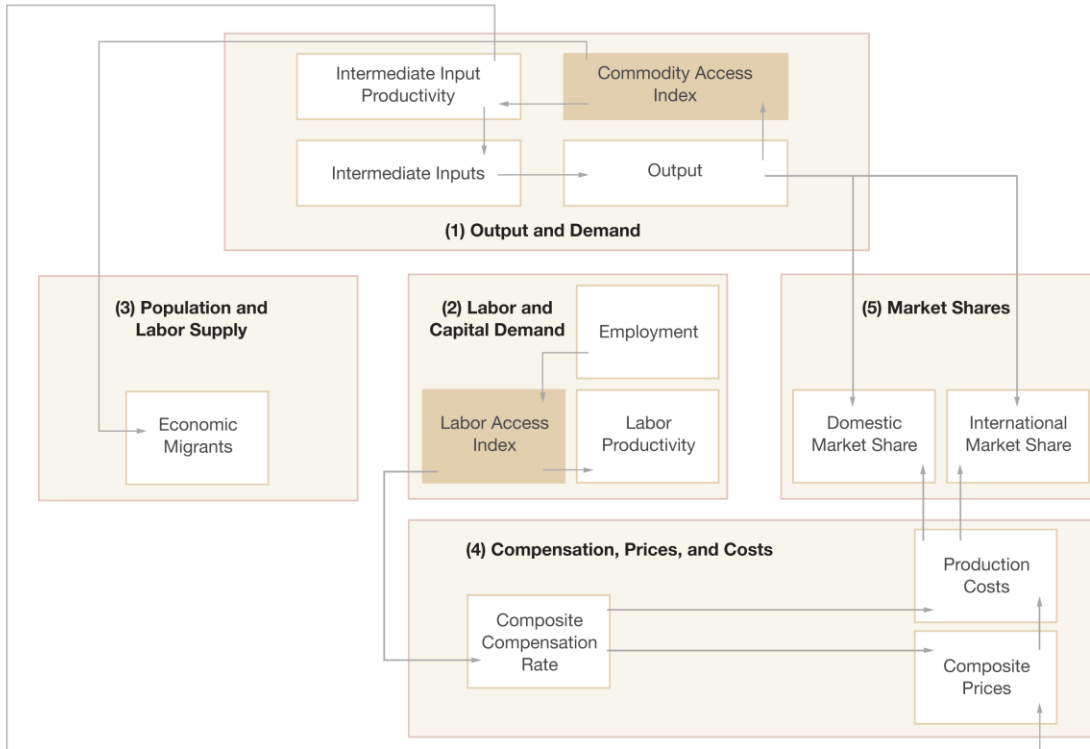 Intermediate Input
Productivity
Commodity Access
Index
Intermediate Inputs
Output
(1) Output and Demand
(3) Population and
Labor Supply
Economic
Migrants
(2) Labor and
Capital Demand
Employment
Labor Access
Index
Labor
Productivity
(5) Market Shares
Domestic
Market Share
International
Market Share
(4) Compensation, Prices, and Costs
Composite
Compensation
Rate
Production
Costs
Composite
Prices